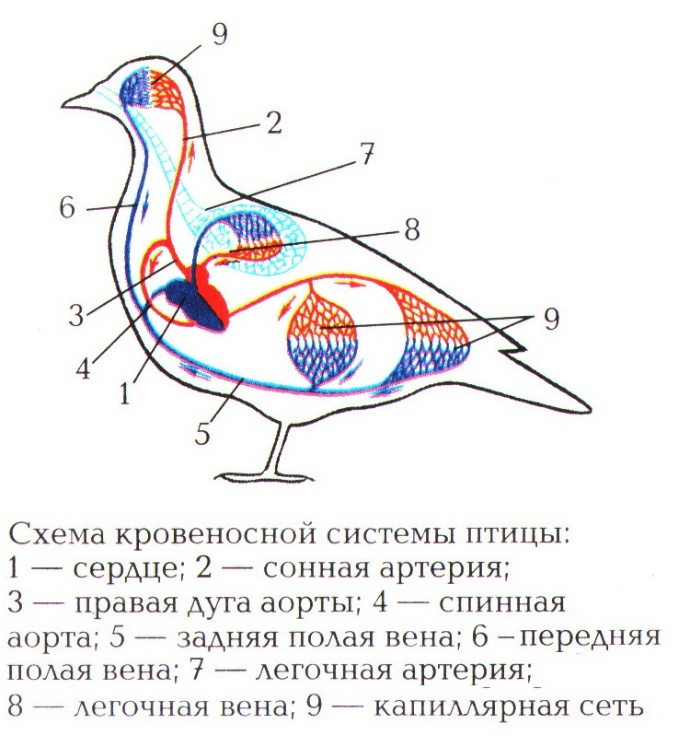 9
2
7
6
8
3
9
4
1
5
Схема кровеносной системы птицы:
1 — сердце; 2 — сонная артерия;
3 — правая дуга аорты; 4 — спинная
аорта; 5 — задняя полая вена; 6 –передняя
полая вена; 7 — легочная артерия;
8 — легочная вена; 9 — капиллярная сеть